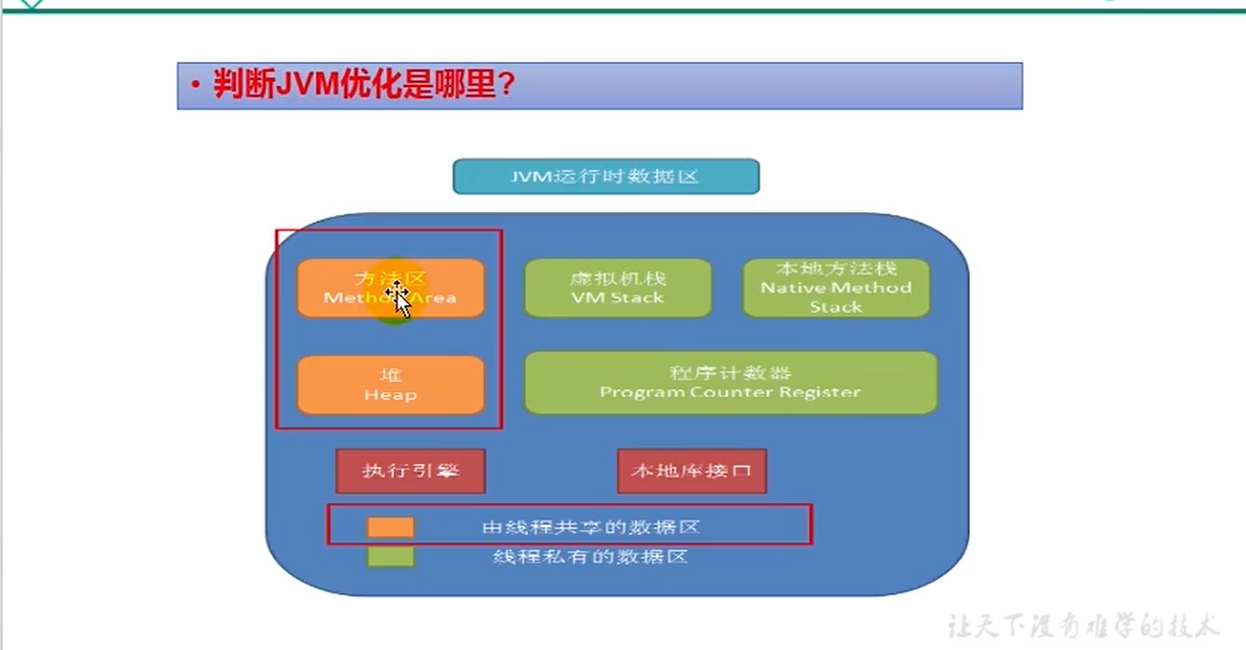 • 判断JVM优化是哪里?
JVM运行时数据区
方法区
Method Area
虚拟机栈
VM Stack
本地方法栈
Native Method
Stack
堆
Heap
程序计数器
Program Counter Register
执行引擎
本地库接口
由线程共享的数据区
线程私有的数据区
让天下没有难学的技术